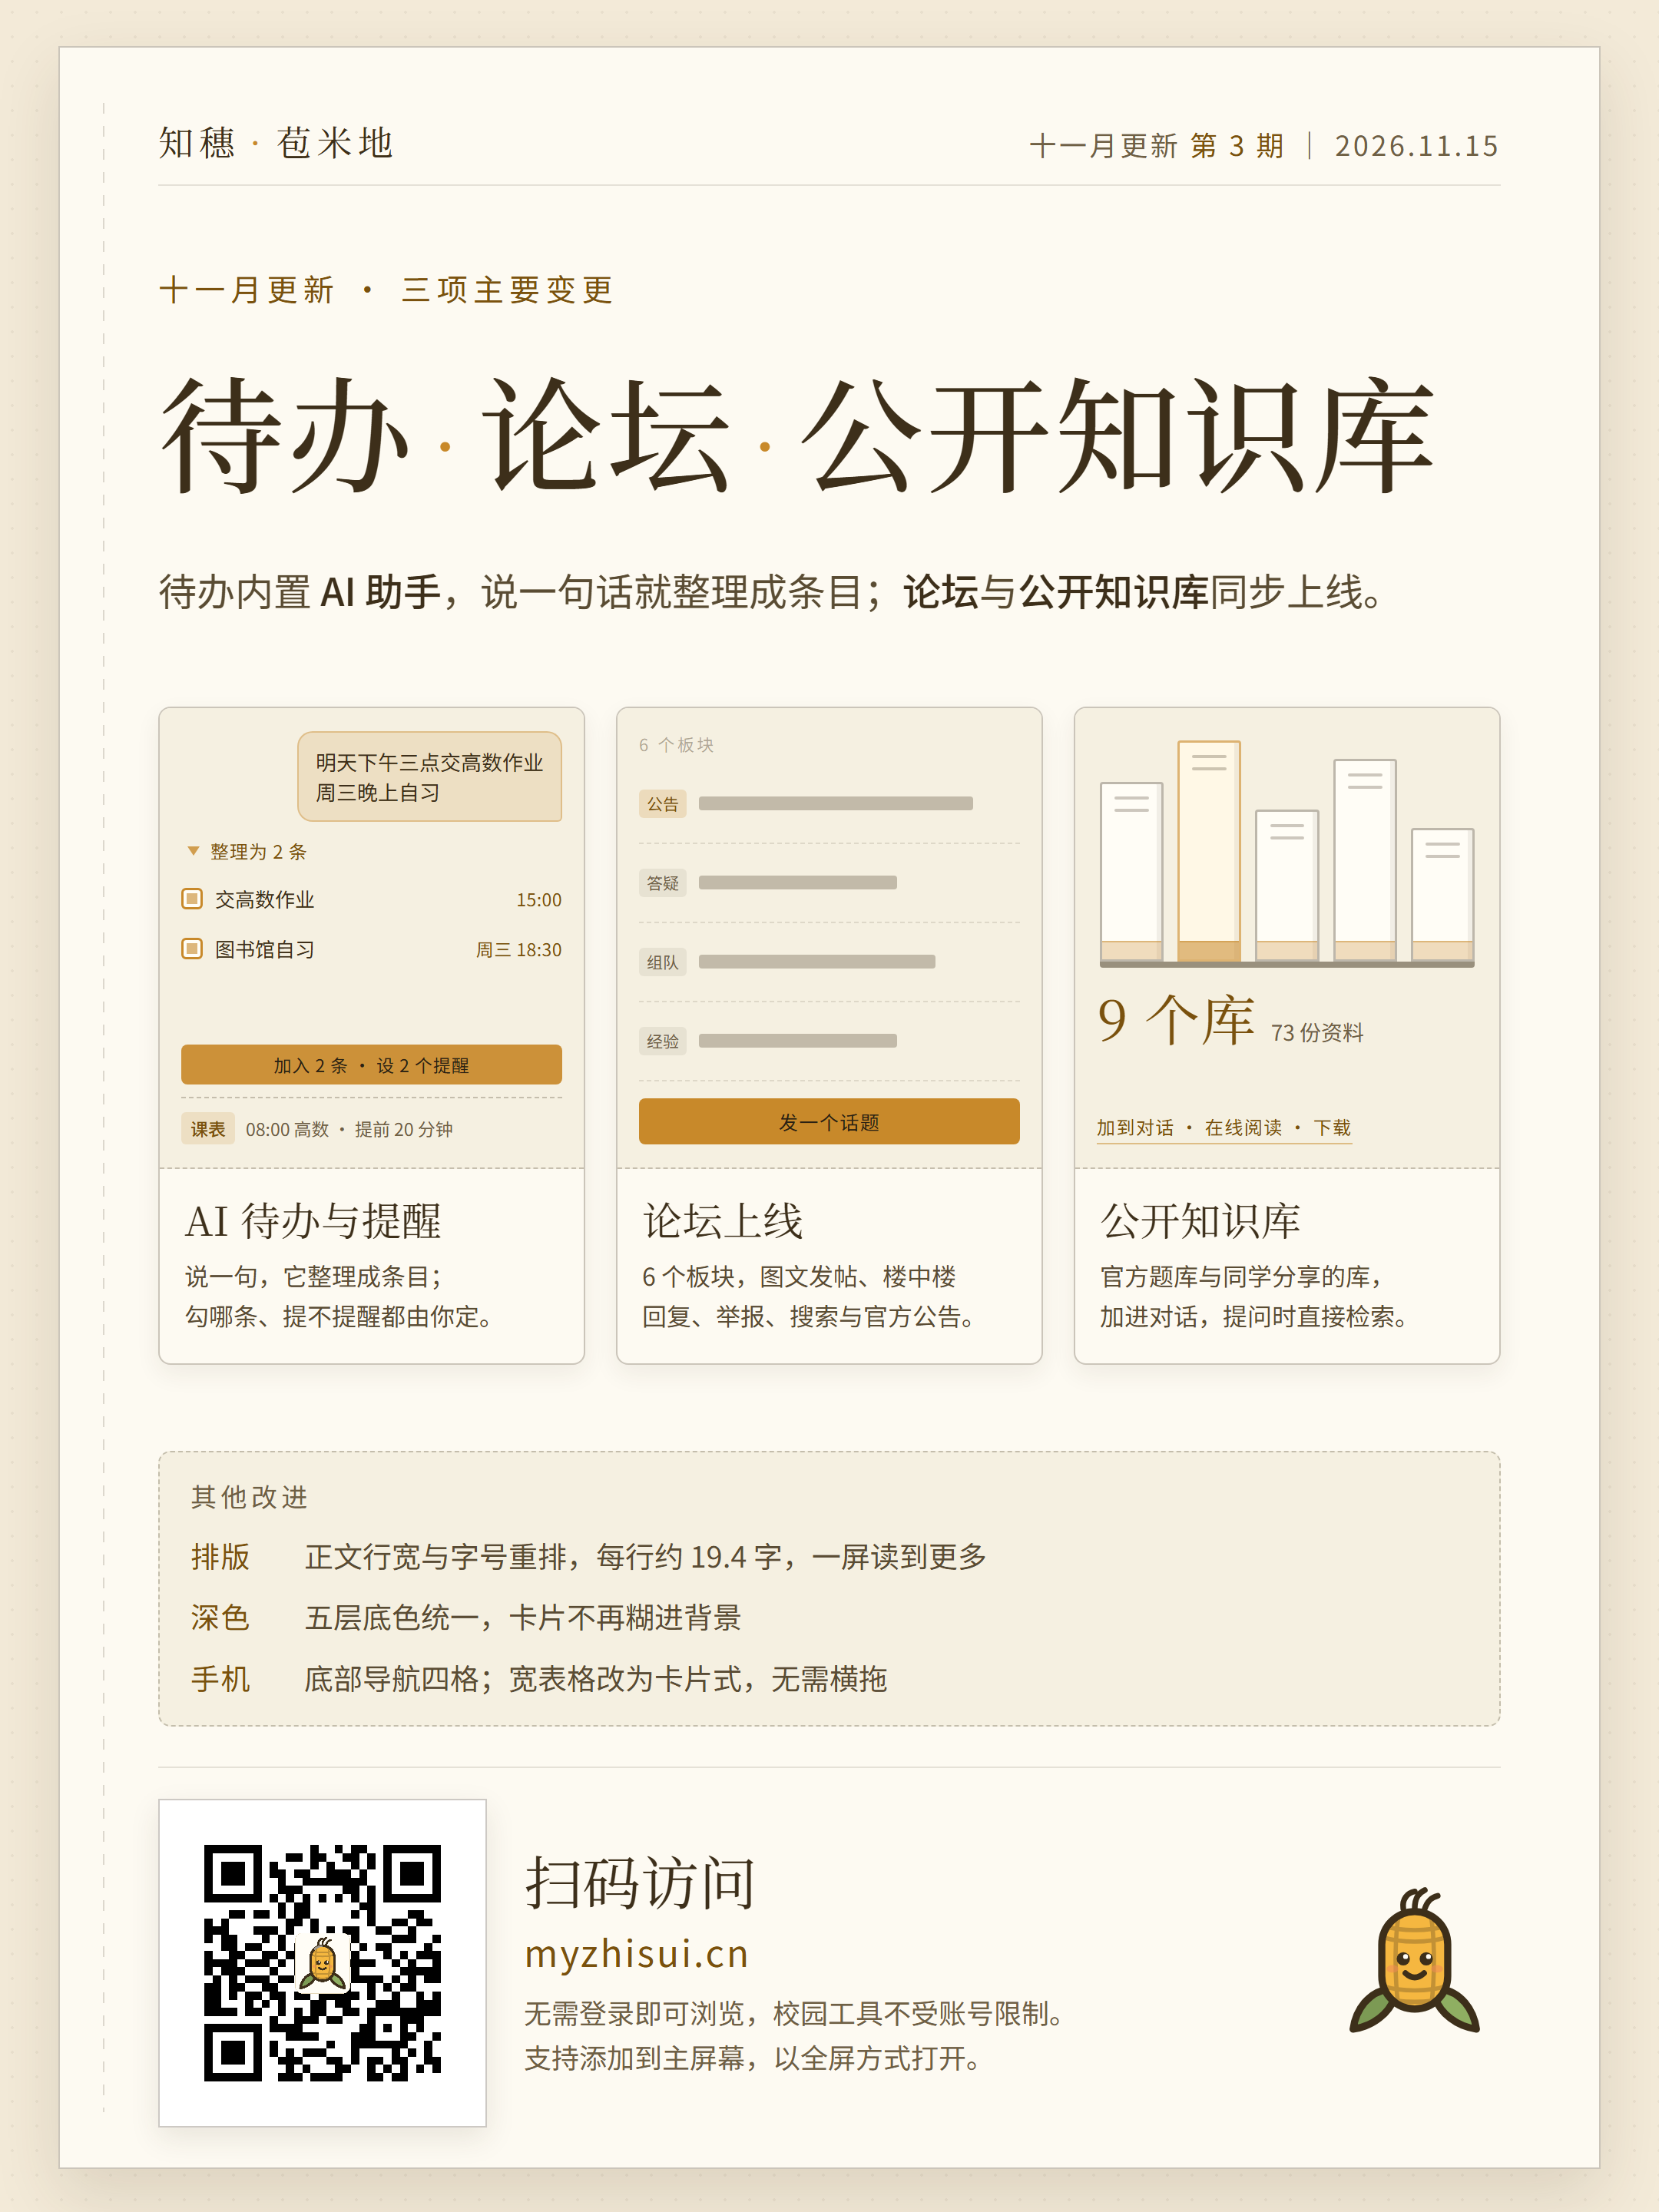 知穗 · 苞米地
十一月更新 第 3 期 ｜ 2026.11.15
十一月更新 · 三项主要变更
待办 · 论坛 · 公开知识库
待办内置 AI 助手，说一句话就整理成条目；论坛与公开知识库同步上线。
明天下午三点交高数作业
周三晚上自习
整理为 2 条
交高数作业 15:00
图书馆自习 周三 18:30
加入 2 条 · 设 2 个提醒
课表 08:00 高数 · 提前 20 分钟
AI 待办与提醒
说一句，它整理成条目；
勾哪条、提不提醒都由你定。
6 个板块
公告
答疑
组队
经验
发一个话题
论坛上线
6 个板块，图文发帖、楼中楼
回复、举报、搜索与官方公告。
9 个库 73 份资料
加到对话 · 在线阅读 · 下载
公开知识库
官方题库与同学分享的库，
加进对话，提问时直接检索。
其他改进
排版 正文行宽与字号重排，每行约 19.4 字，一屏读到更多
深色 五层底色统一，卡片不再糊进背景
手机 底部导航四格；宽表格改为卡片式，无需横拖
扫码访问
myzhisui.cn
无需登录即可浏览，校园工具不受账号限制。
支持添加到主屏幕，以全屏方式打开。